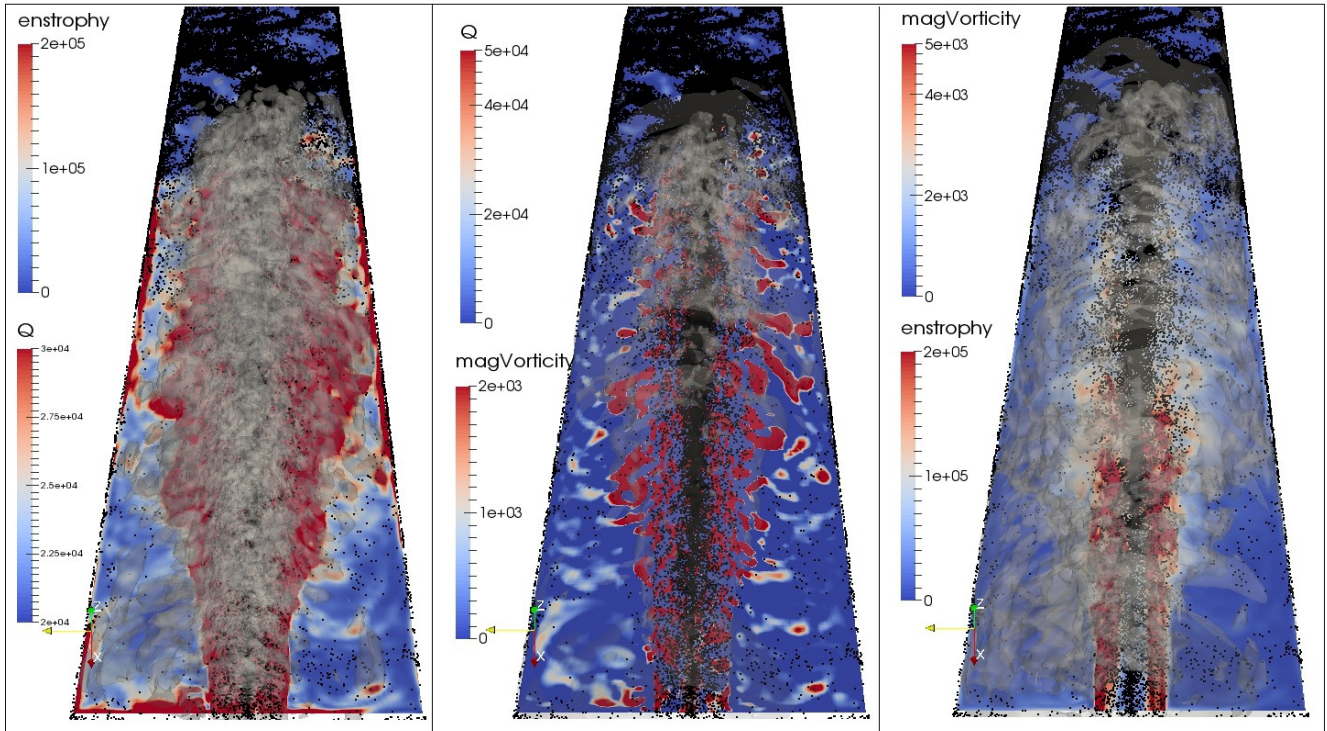 enstrophy
2e+05
1e+05
0
Q
3e+04
2.75e+04
2.5e+04
2.25e+04
2e+04
Z
X
Q
5e+04
4e+04
2e+04
0
magVorticity
2e+03
1e+03
0
Z
X
magVorticity
5e+03
4e+03
2e+03
0
enstrophy
2e+05
1e+05
0
Z
X